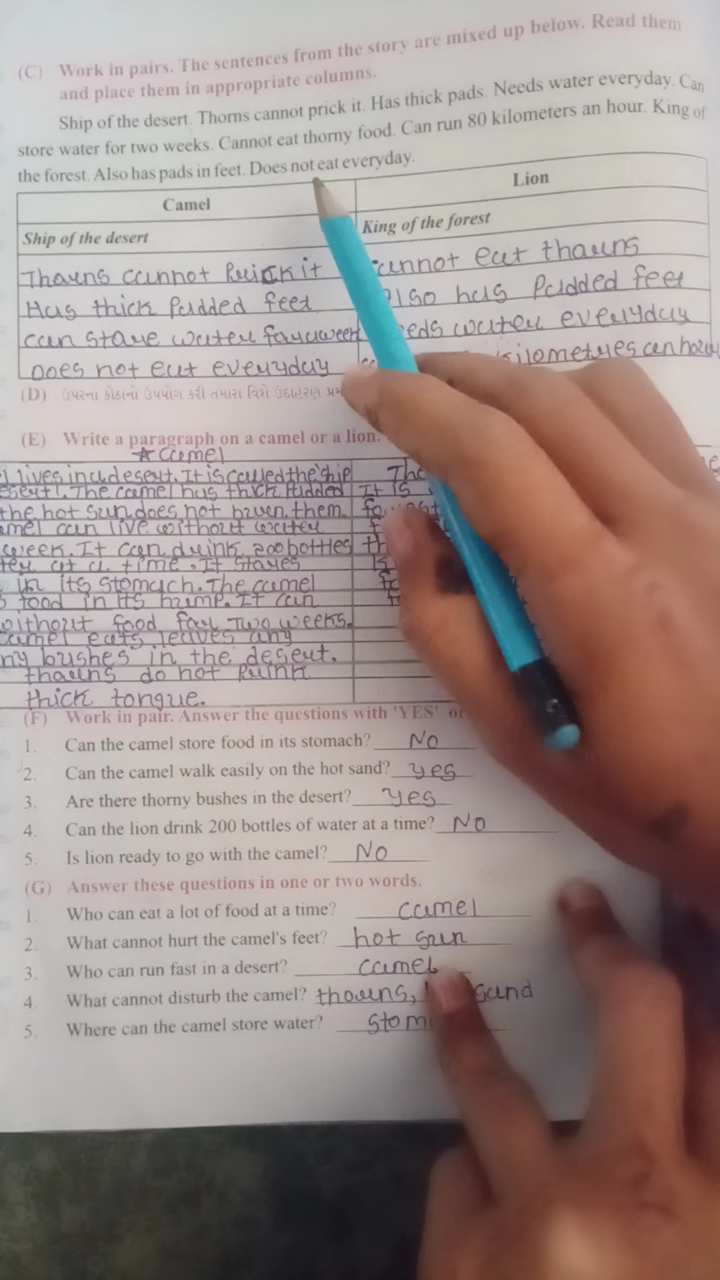 (C) Work in pairs. The sentences from the story are mixed up below. Read them
and place them in appropriate columns.
Ship of the desert. Thorns cannot prick it. Has thick pads. Needs water everyday. Can
store water for two weeks. Cannot eat thorny food. Can run 80 kilometers an hour. King of
the forest. Also has pads in feet. Does not eat everyday.
Camel Lion
Ship of the desert King of the forest
Thorns cannot Prick it cannot eat thorns
Has thick Padded feet Also has Padded feet
can store water for week eeds water everyday
Does not eat everyday
(D) ઉપરના કોઠાનો ઉપયોગ કરી તમારા વિશે ઉદાહરણ
(E) Write a paragraph on a camel or a lion.
★ Camel
lives in a desert. It is called the ship
desert. The camel has thick Padded It is
the hot sun does not burn them.
camel can live without water
week. It can drink 200 bottles
at a time. It stores
in its stomach. The camel
food in its hump. It can
without food for Two weeks.
camel eats leaves any
bushes in the desert.
thorns do not
thick tongue.
(F) Work in pair. Answer the questions with 'YES' or
1. Can the camel store food in its stomach? No
2. Can the camel walk easily on the hot sand? yes
3. Are there thorny bushes in the desert? yes
4. Can the lion drink 200 bottles of water at a time? No
5. Is lion ready to go with the camel? No
(G) Answer these questions in one or two words.
1. Who can eat a lot of food at a time? camel
2. What cannot hurt the camel's feet? hot sun
3. Who can run fast in a desert? camel
4. What cannot disturb the camel? thorns, sand
5. Where can the camel store water? stom